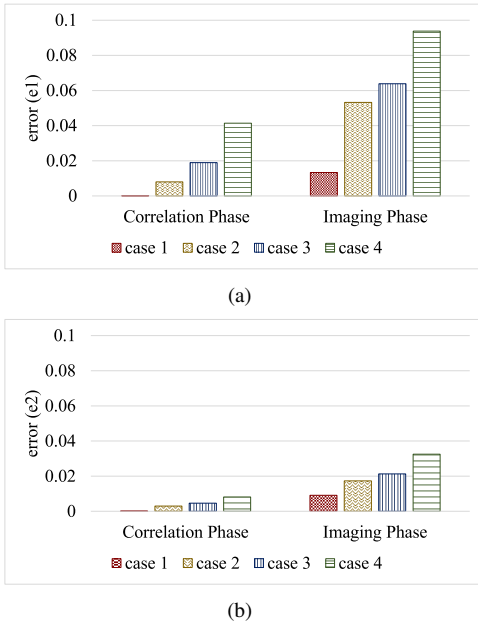 0.1
0.08
0.06
0.04
0.02
0
error (e1)
Correlation Phase Imaging Phase
case 1 case 2 case 3 case 4
(a)
0.1
0.08
0.06
0.04
0.02
0
error (e2)
Correlation Phase Imaging Phase
case 1 case 2 case 3 case 4
(b)